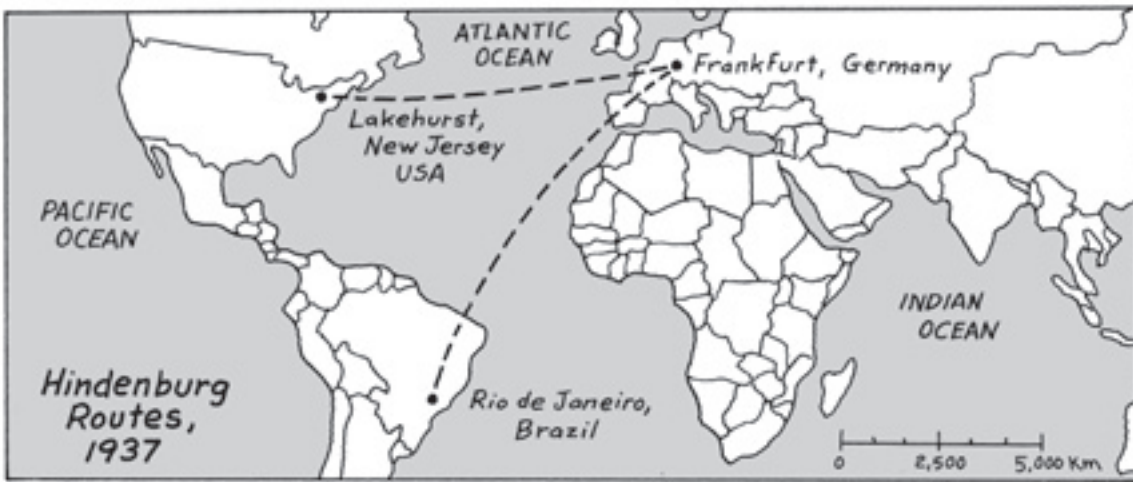 ATLANTIC
OCEAN
Frankfurt, Germany
Lakehurst,
New Jersey
USA
PACIFIC
OCEAN
INDIAN
OCEAN
Hindenburg
Routes,
1937
Rio de Janeiro,
Brazil
0 2,500 5,000 Km.